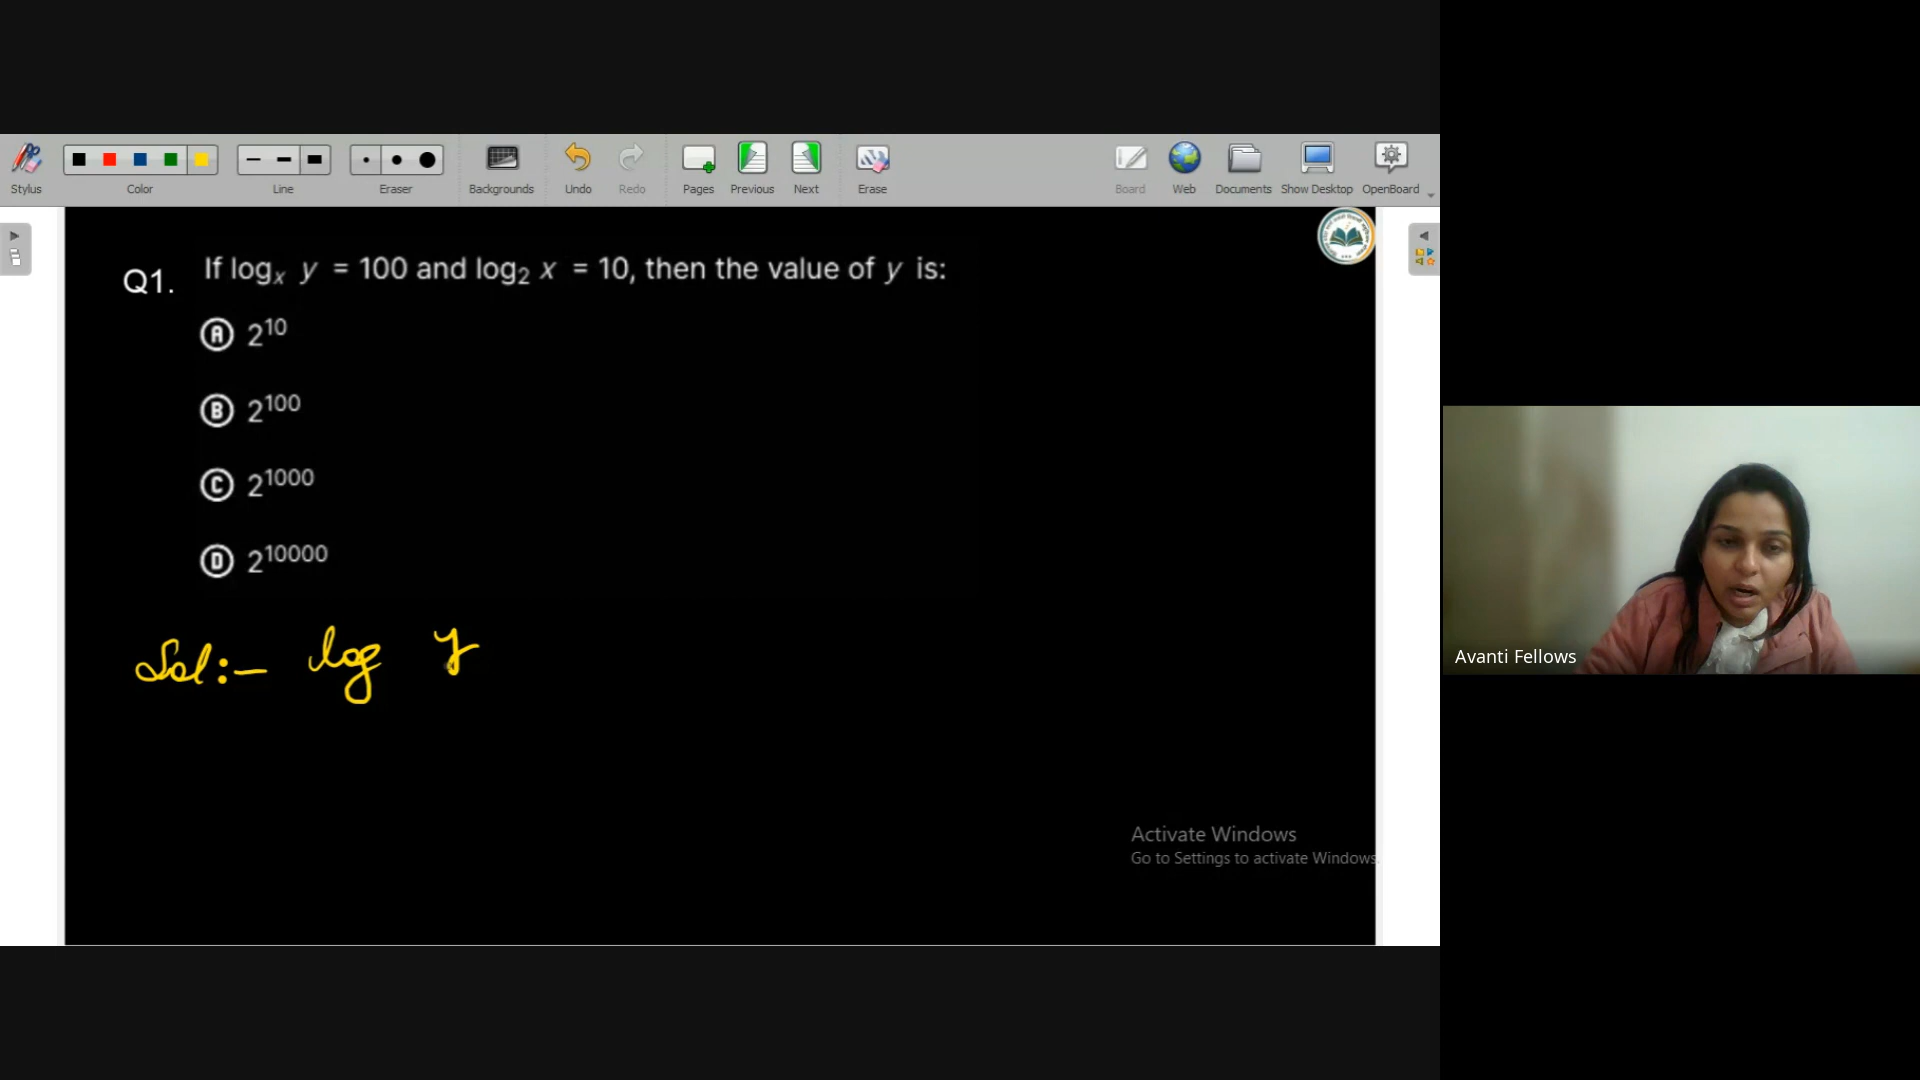 Stylus Color Line Eraser Backgrounds Undo Redo Pages Previous Next Erase Board Web Documents Show Desktop OpenBoard
Q1. If logₓ y = 100 and log₂ x = 10, then the value of y is:
A 2¹⁰
B 2¹⁰⁰
C 2¹⁰⁰⁰
D 2¹⁰⁰⁰⁰
Sol:- log y
Avanti Fellows
Activate Windows
Go to Settings to activate Windows.